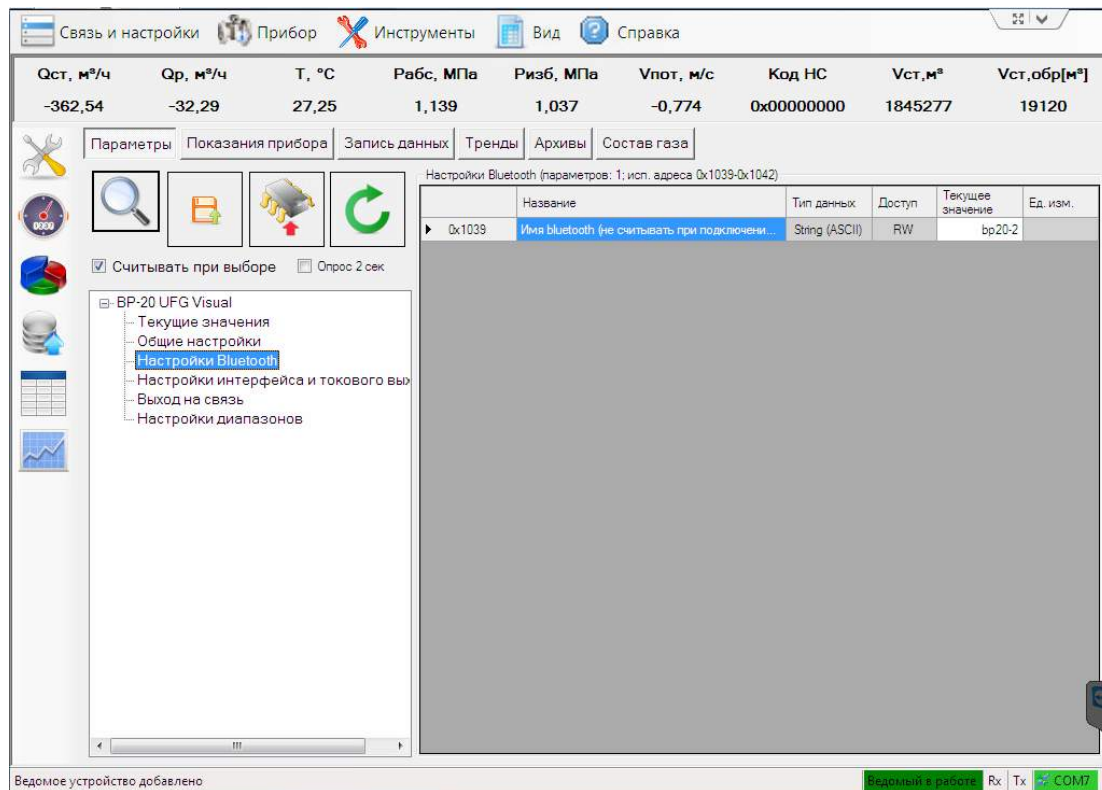 Связь и настройки Прибор Инструменты Вид Справка
Qст, м³/ч Qр, м³/ч T, °C Pабс, МПа Pизб, МПа Vпот, м/с Код НС Vст,м³ Vст,обр[м³]
-362,54 -32,29 27,25 1,139 1,037 -0,774 0x00000000 1845277 19120
Параметры Показания прибора Запись данных Тренды Архивы Состав газа
Настройки Bluetooth (параметров: 1; исп. адреса 0x1039-0x1042)
Название Тип данных Доступ Текущее значение Ед. изм.
0x1039 Имя bluetooth (не считывать при подключени... String (ASCII) RW bp20-2
Считывать при выборе Опрос 2 сек
BP-20 UFG Visual
Текущие значения
Общие настройки
Настройки Bluetooth
Настройки интерфейса и токового вых
Выход на связь
Настройки диапазонов
Ведомое устройство добавлено Ведомый в работе Rx Tx COM7